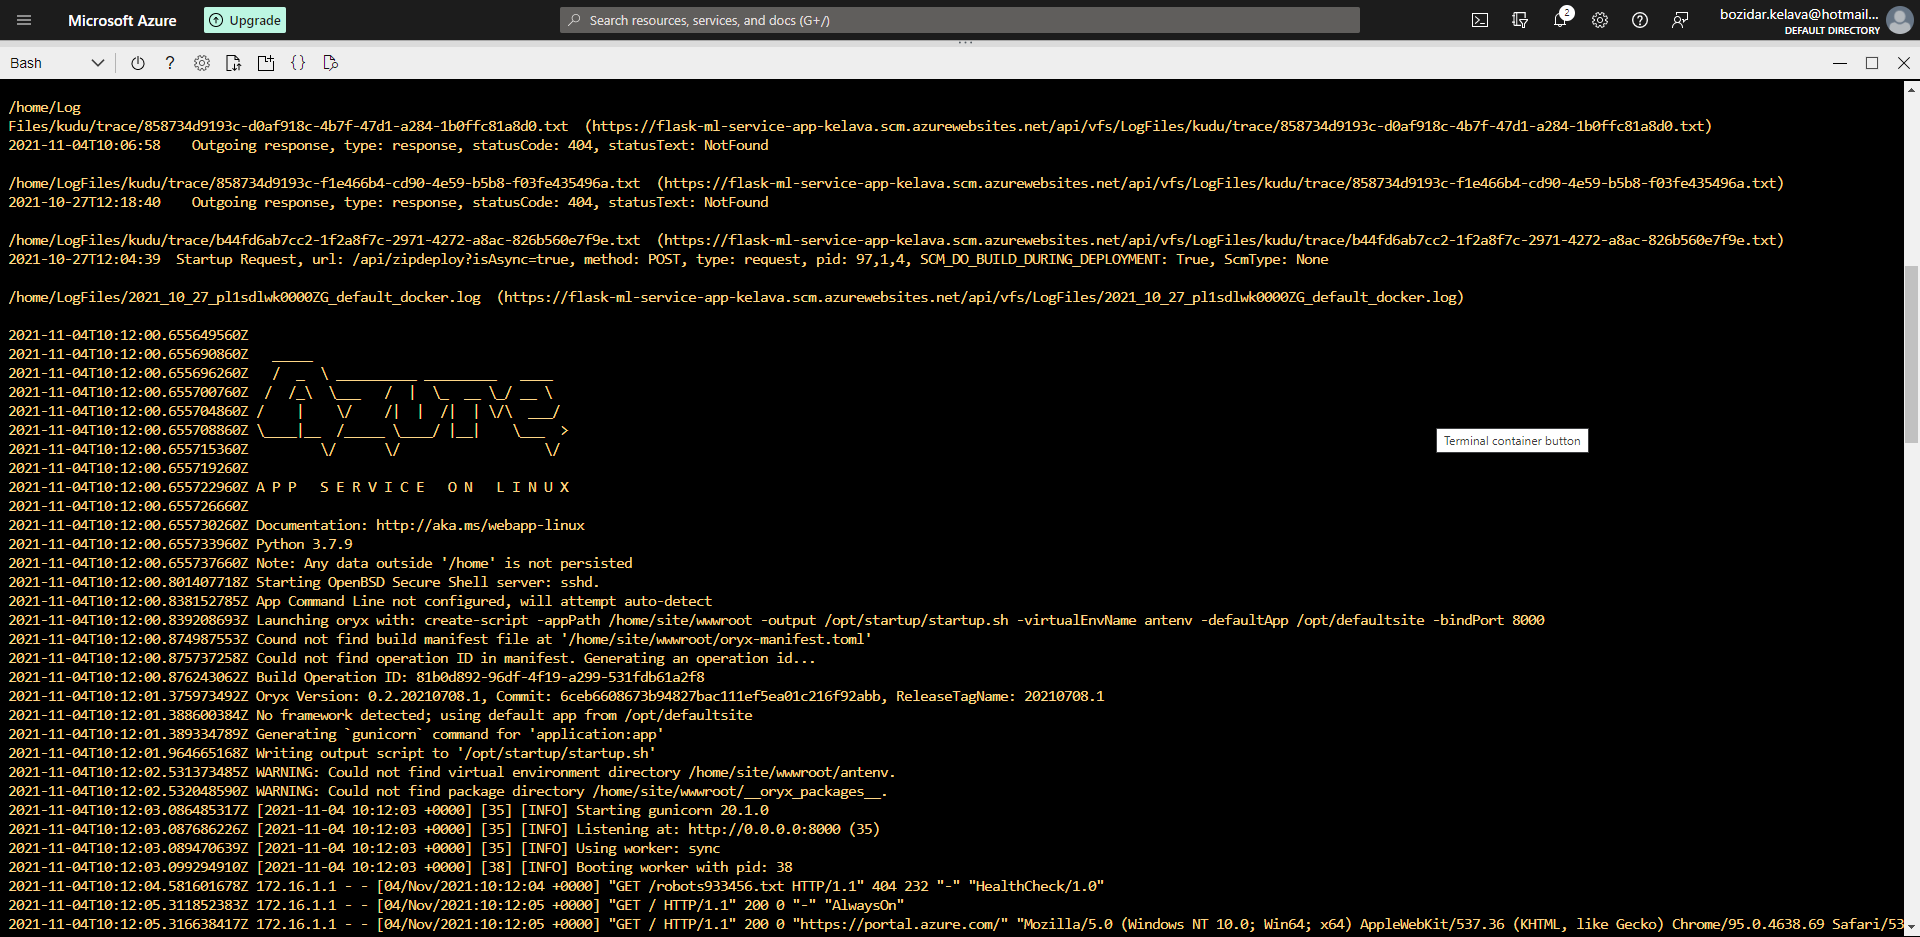 Microsoft Azure
Upgrade
Search resources, services, and docs (G+/)
2
bozidar.kelava@hotmail...
DEFAULT DIRECTORY
Bash
/home/Log
Files/kudu/trace/858734d9193c-d0af918c-4b7f-47d1-a284-1b0ffc81a8d0.txt  (https://flask-ml-service-app-kelava.scm.azurewebsites.net/api/vfs/LogFiles/kudu/trace/858734d9193c-d0af918c-4b7f-47d1-a284-1b0ffc81a8d0.txt)
2021-11-04T10:06:58    Outgoing response, type: response, statusCode: 404, statusText: NotFound
/home/LogFiles/kudu/trace/858734d9193c-f1e466b4-cd90-4e59-b5b8-f03fe435496a.txt  (https://flask-ml-service-app-kelava.scm.azurewebsites.net/api/vfs/LogFiles/kudu/trace/858734d9193c-f1e466b4-cd90-4e59-b5b8-f03fe435496a.txt)
2021-10-27T12:18:40    Outgoing response, type: response, statusCode: 404, statusText: NotFound
/home/LogFiles/kudu/trace/b44fd6ab7cc2-1f2a8f7c-2971-4272-a8ac-826b560e7f9e.txt  (https://flask-ml-service-app-kelava.scm.azurewebsites.net/api/vfs/LogFiles/kudu/trace/b44fd6ab7cc2-1f2a8f7c-2971-4272-a8ac-826b560e7f9e.txt)
2021-10-27T12:04:39  Startup Request, url: /api/zipdeploy?isAsync=true, method: POST, type: request, pid: 97,1,4, SCM_DO_BUILD_DURING_DEPLOYMENT: True, ScmType: None
/home/LogFiles/2021_10_27_pl1sdlwk0000ZG_default_docker.log  (https://flask-ml-service-app-kelava.scm.azurewebsites.net/api/vfs/LogFiles/2021_10_27_pl1sdlwk0000ZG_default_docker.log)
2021-11-04T10:12:00.655649560Z
2021-11-04T10:12:00.655690860Z   _____
2021-11-04T10:12:00.655696260Z   /  _  \ __________ _________   ____
2021-11-04T10:12:00.655700760Z  /  /_\  \___   /  |  \_  __ \_/ __ \
2021-11-04T10:12:00.655704860Z /    |    \/    /|  |  /|  | \/\  ___/
2021-11-04T10:12:00.655708860Z \____|__  /_____ \____/ |__|    \___  >
2021-11-04T10:12:00.655715360Z         \/      \/                  \/
2021-11-04T10:12:00.655719260Z
2021-11-04T10:12:00.655722960Z A P P   S E R V I C E   O N   L I N U X
2021-11-04T10:12:00.655726660Z
2021-11-04T10:12:00.655730260Z Documentation: http://aka.ms/webapp-linux
2021-11-04T10:12:00.655733960Z Python 3.7.9
2021-11-04T10:12:00.655737660Z Note: Any data outside '/home' is not persisted
2021-11-04T10:12:00.801407718Z Starting OpenBSD Secure Shell server: sshd.
2021-11-04T10:12:00.838152785Z App Command Line not configured, will attempt auto-detect
2021-11-04T10:12:00.839208693Z Launching oryx with: create-script -appPath /home/site/wwwroot -output /opt/startup/startup.sh -virtualEnvName antenv -defaultApp /opt/defaultsite -bindPort 8000
2021-11-04T10:12:00.874987553Z Cound not find build manifest file at '/home/site/wwwroot/oryx-manifest.toml'
2021-11-04T10:12:00.875737258Z Could not find operation ID in manifest. Generating an operation id...
2021-11-04T10:12:00.876243062Z Build Operation ID: 81b0d892-96df-4f19-a299-531fdb61a2f8
2021-11-04T10:12:01.375973492Z Oryx Version: 0.2.20210708.1, Commit: 6ceb6608673b94827bac111ef5ea01c216f92abb, ReleaseTagName: 20210708.1
2021-11-04T10:12:01.388600384Z No framework detected; using default app from /opt/defaultsite
2021-11-04T10:12:01.389334789Z Generating `gunicorn` command for 'application:app'
2021-11-04T10:12:01.964665168Z Writing output script to '/opt/startup/startup.sh'
2021-11-04T10:12:02.531373485Z WARNING: Could not find virtual environment directory /home/site/wwwroot/antenv.
2021-11-04T10:12:02.532048590Z WARNING: Could not find package directory /home/site/wwwroot/__oryx_packages__.
2021-11-04T10:12:03.086485317Z [2021-11-04 10:12:03 +0000] [35] [INFO] Starting gunicorn 20.1.0
2021-11-04T10:12:03.087686226Z [2021-11-04 10:12:03 +0000] [35] [INFO] Listening at: http://0.0.0.0:8000 (35)
2021-11-04T10:12:03.089470639Z [2021-11-04 10:12:03 +0000] [35] [INFO] Using worker: sync
2021-11-04T10:12:03.099294910Z [2021-11-04 10:12:03 +0000] [38] [INFO] Booting worker with pid: 38
2021-11-04T10:12:04.581601678Z 172.16.1.1 - - [04/Nov/2021:10:12:04 +0000] "GET /robots933456.txt HTTP/1.1" 404 232 "-" "HealthCheck/1.0"
2021-11-04T10:12:05.311852383Z 172.16.1.1 - - [04/Nov/2021:10:12:05 +0000] "GET / HTTP/1.1" 200 0 "-" "AlwaysOn"
2021-11-04T10:12:05.316638417Z 172.16.1.1 - - [04/Nov/2021:10:12:05 +0000] "GET / HTTP/1.1" 200 0 "https://portal.azure.com/" "Mozilla/5.0 (Windows NT 10.0; Win64; x64) AppleWebKit/537.36 (KHTML, like Gecko) Chrome/95.0.4638.69 Safari/53
Terminal container button